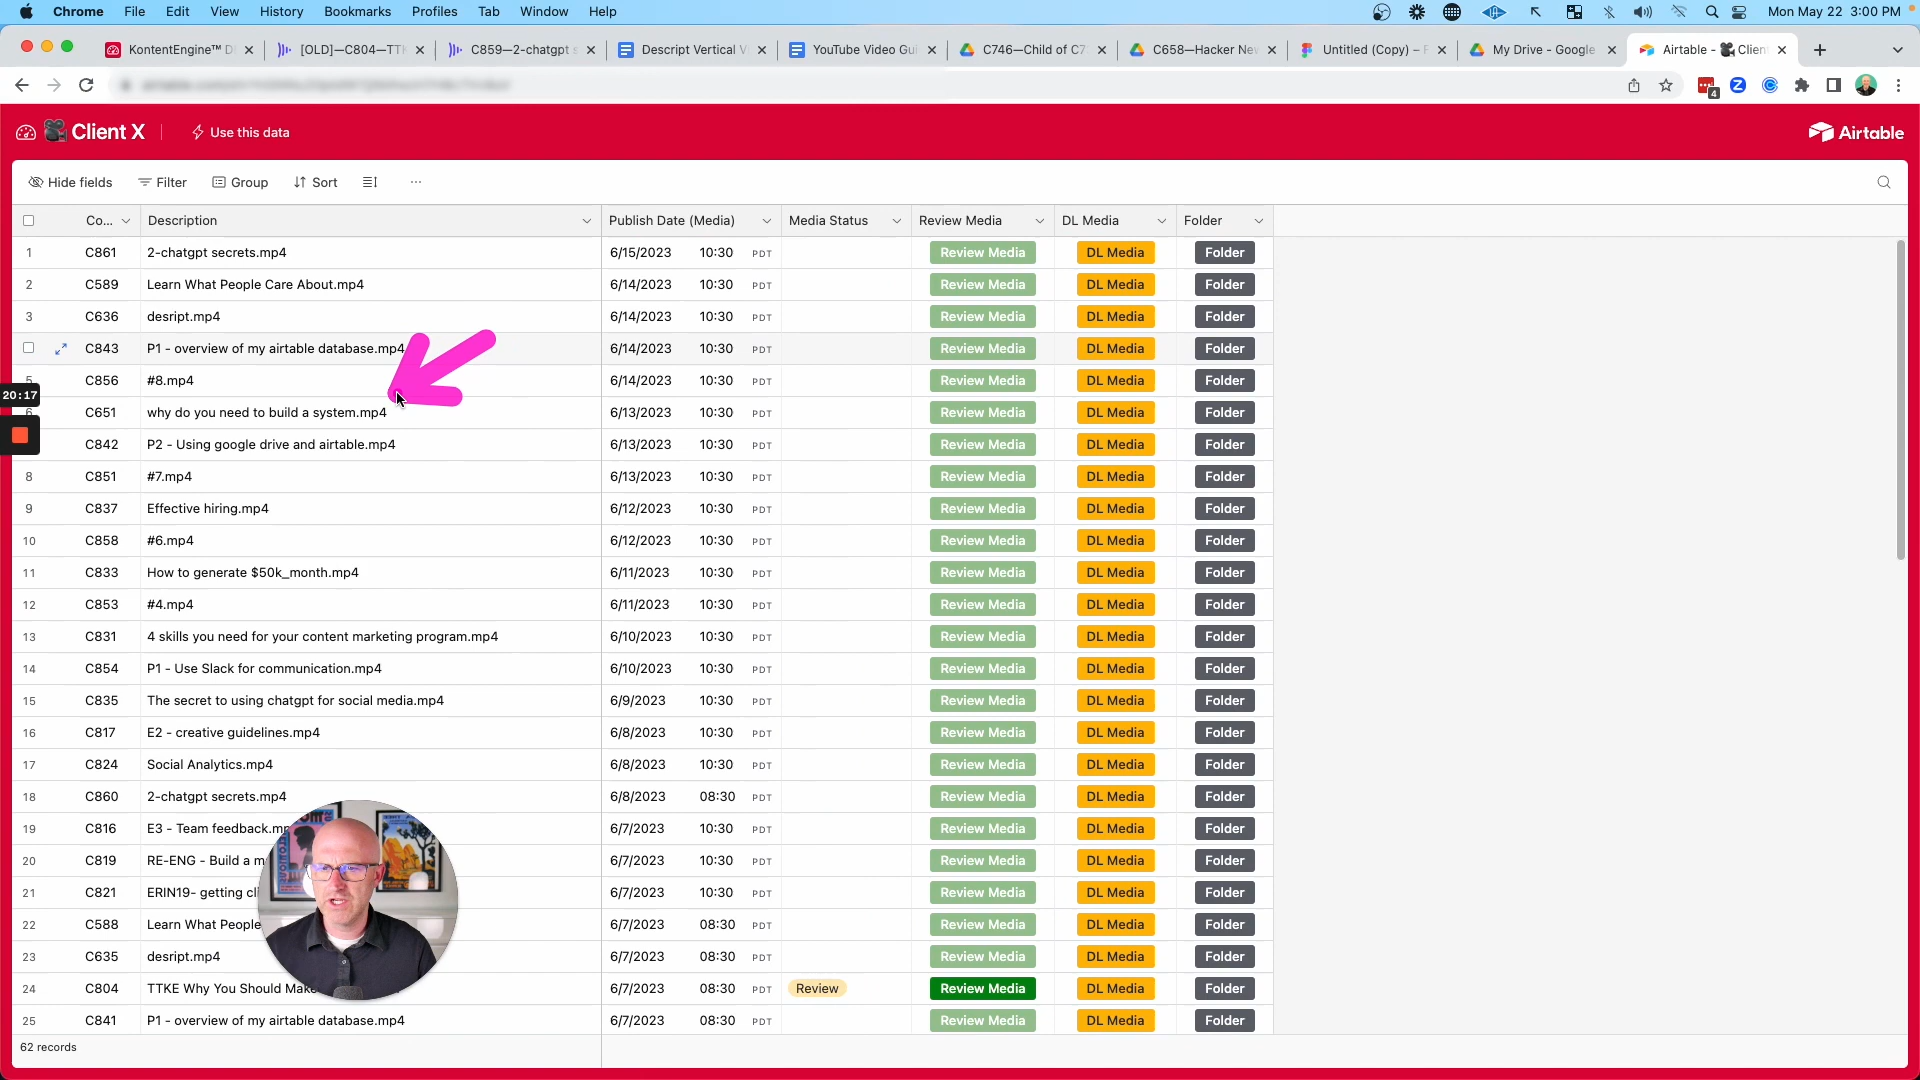 Chrome File Edit View History Bookmarks Profiles Tab Window Help Mon May 22 3:00 PM
KontentEngine™ D
[OLD]—C804—TTK
C859—2-chatgpt s
Descript Vertical V
YouTube Video Gui
C746—Child of C7
C658—Hacker New
Untitled (Copy) – F
My Drive - Google
Airtable - Client
4
Client X Use this data Airtable
Hide fields Filter Group Sort ...
Co... Description Publish Date (Media) Media Status Review Media DL Media Folder
1 C861 2-chatgpt secrets.mp4 6/15/2023 10:30 PDT Review Media DL Media Folder
2 C589 Learn What People Care About.mp4 6/14/2023 10:30 PDT Review Media DL Media Folder
3 C636 desript.mp4 6/14/2023 10:30 PDT Review Media DL Media Folder
C843 P1 - overview of my airtable database.mp4 6/14/2023 10:30 PDT Review Media DL Media Folder
5 C856 #8.mp4 6/14/2023 10:30 PDT Review Media DL Media Folder
20:17
6 C651 why do you need to build a system.mp4 6/13/2023 10:30 PDT Review Media DL Media Folder
C842 P2 - Using google drive and airtable.mp4 6/13/2023 10:30 PDT Review Media DL Media Folder
8 C851 #7.mp4 6/13/2023 10:30 PDT Review Media DL Media Folder
9 C837 Effective hiring.mp4 6/12/2023 10:30 PDT Review Media DL Media Folder
10 C858 #6.mp4 6/12/2023 10:30 PDT Review Media DL Media Folder
11 C833 How to generate $50k_month.mp4 6/11/2023 10:30 PDT Review Media DL Media Folder
12 C853 #4.mp4 6/11/2023 10:30 PDT Review Media DL Media Folder
13 C831 4 skills you need for your content marketing program.mp4 6/10/2023 10:30 PDT Review Media DL Media Folder
14 C854 P1 - Use Slack for communication.mp4 6/10/2023 10:30 PDT Review Media DL Media Folder
15 C835 The secret to using chatgpt for social media.mp4 6/9/2023 10:30 PDT Review Media DL Media Folder
16 C817 E2 - creative guidelines.mp4 6/8/2023 10:30 PDT Review Media DL Media Folder
17 C824 Social Analytics.mp4 6/8/2023 10:30 PDT Review Media DL Media Folder
18 C860 2-chatgpt secrets.mp4 6/8/2023 08:30 PDT Review Media DL Media Folder
19 C816 E3 - Team feedback.mp 6/7/2023 10:30 PDT Review Media DL Media Folder
20 C819 RE-ENG - Build a m 6/7/2023 10:30 PDT Review Media DL Media Folder
21 C821 ERIN19- getting cl 6/7/2023 10:30 PDT Review Media DL Media Folder
22 C588 Learn What People 6/7/2023 08:30 PDT Review Media DL Media Folder
23 C635 desript.mp4 6/7/2023 08:30 PDT Review Media DL Media Folder
24 C804 TTKE Why You Should Make 6/7/2023 08:30 PDT Review Review Media DL Media Folder
25 C841 P1 - overview of my airtable database.mp4 6/7/2023 08:30 PDT Review Media DL Media Folder
62 records